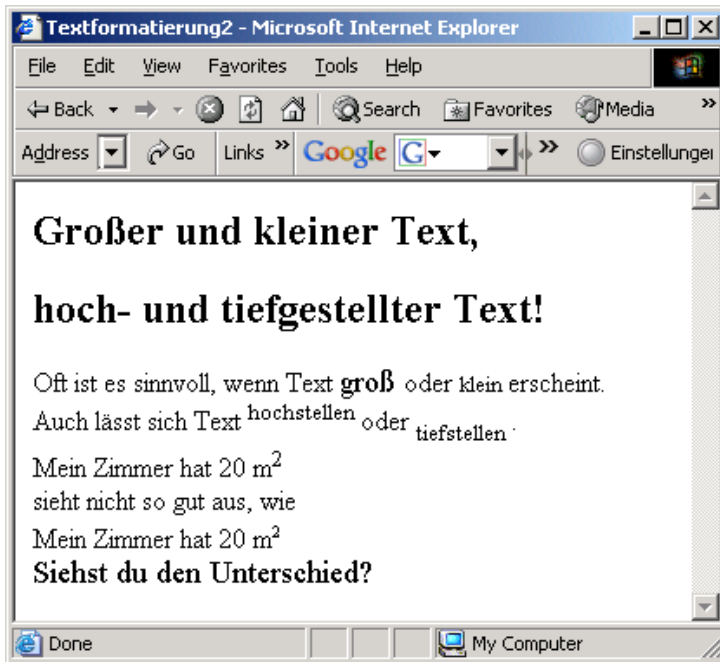 Textformatierung2 - Microsoft Internet Explorer
File Edit View Favorites Tools Help
Back Search Favorites Media »
Address Go Links » Google G » Einstellungen
Großer und kleiner Text,
hoch- und tiefgestellter Text!
Oft ist es sinnvoll, wenn Text groß oder klein erscheint.
Auch lässt sich Text hochstellen oder tiefstellen .
Mein Zimmer hat 20 m²
sieht nicht so gut aus, wie
Mein Zimmer hat 20 m²
Siehst du den Unterschied?
Done My Computer